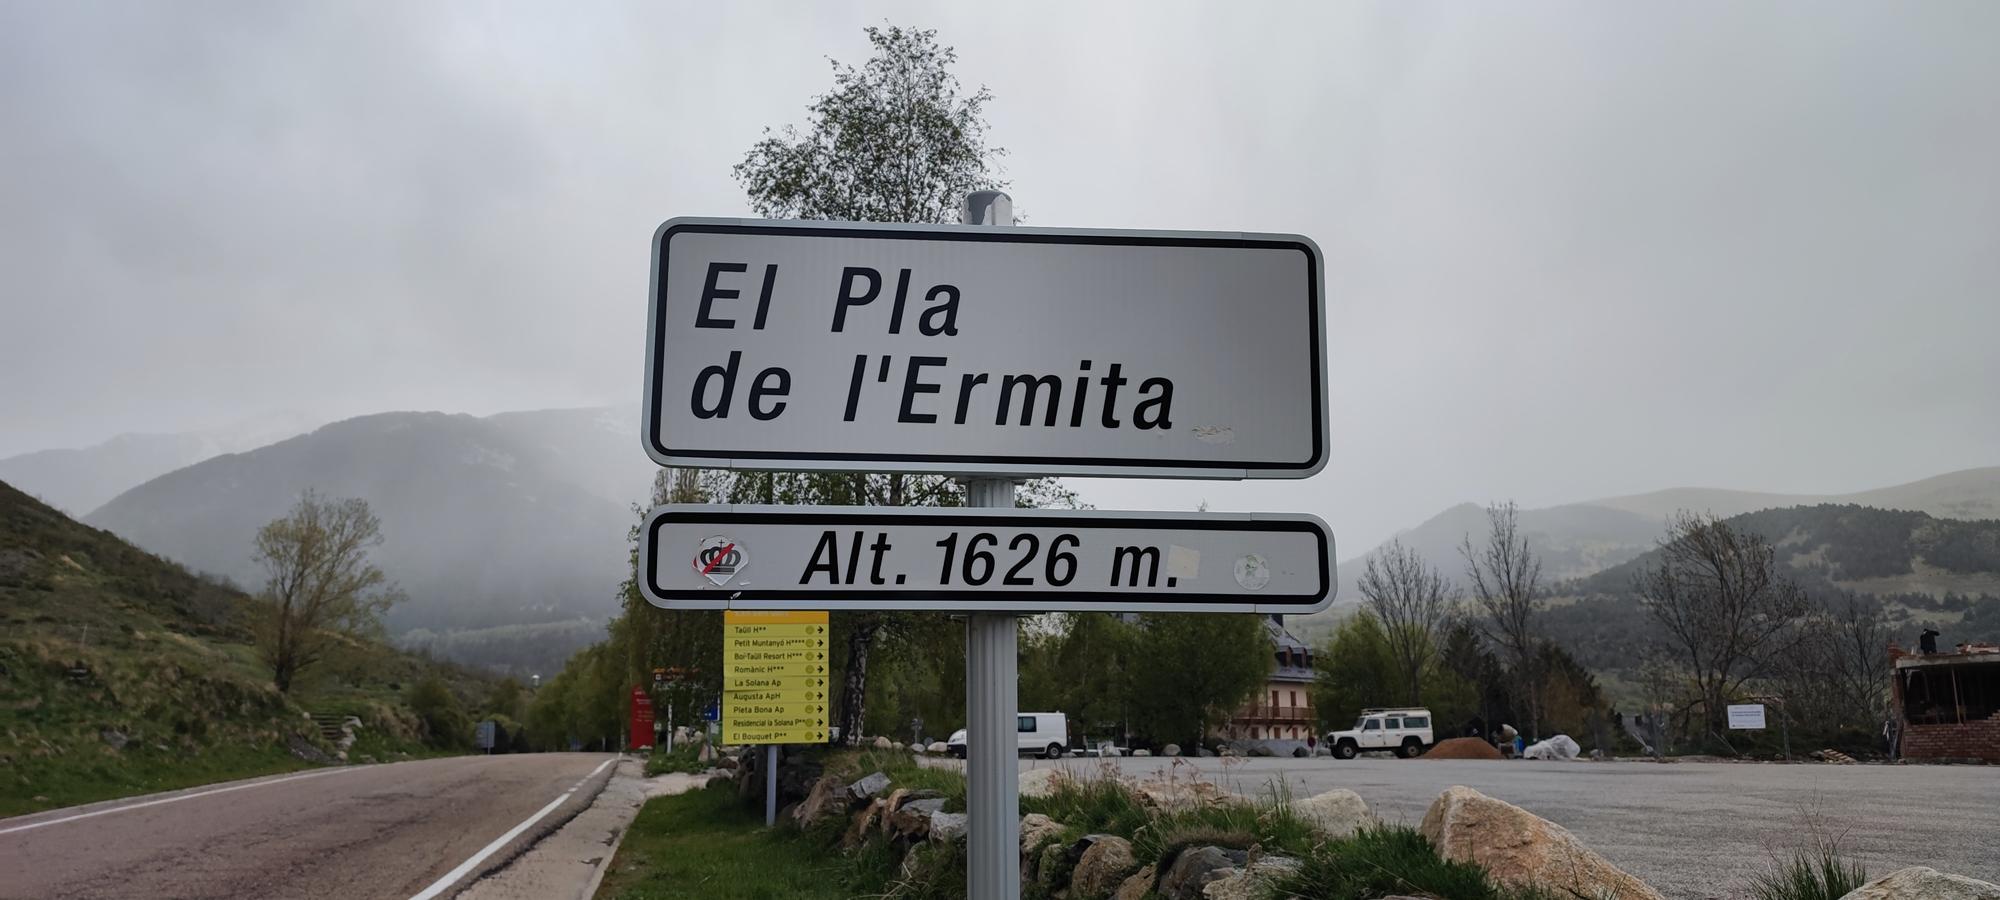 El Pla
de l'Ermita
Alt. 1626 m.
Taüll H**
Petit Muntanyó H****
Boí-Taüll Resort H***
Romànic H***
La Solana Ap
Augusta ApH
Pleta Bona Ap
Residencial la Solana P**
El Bouquet P**